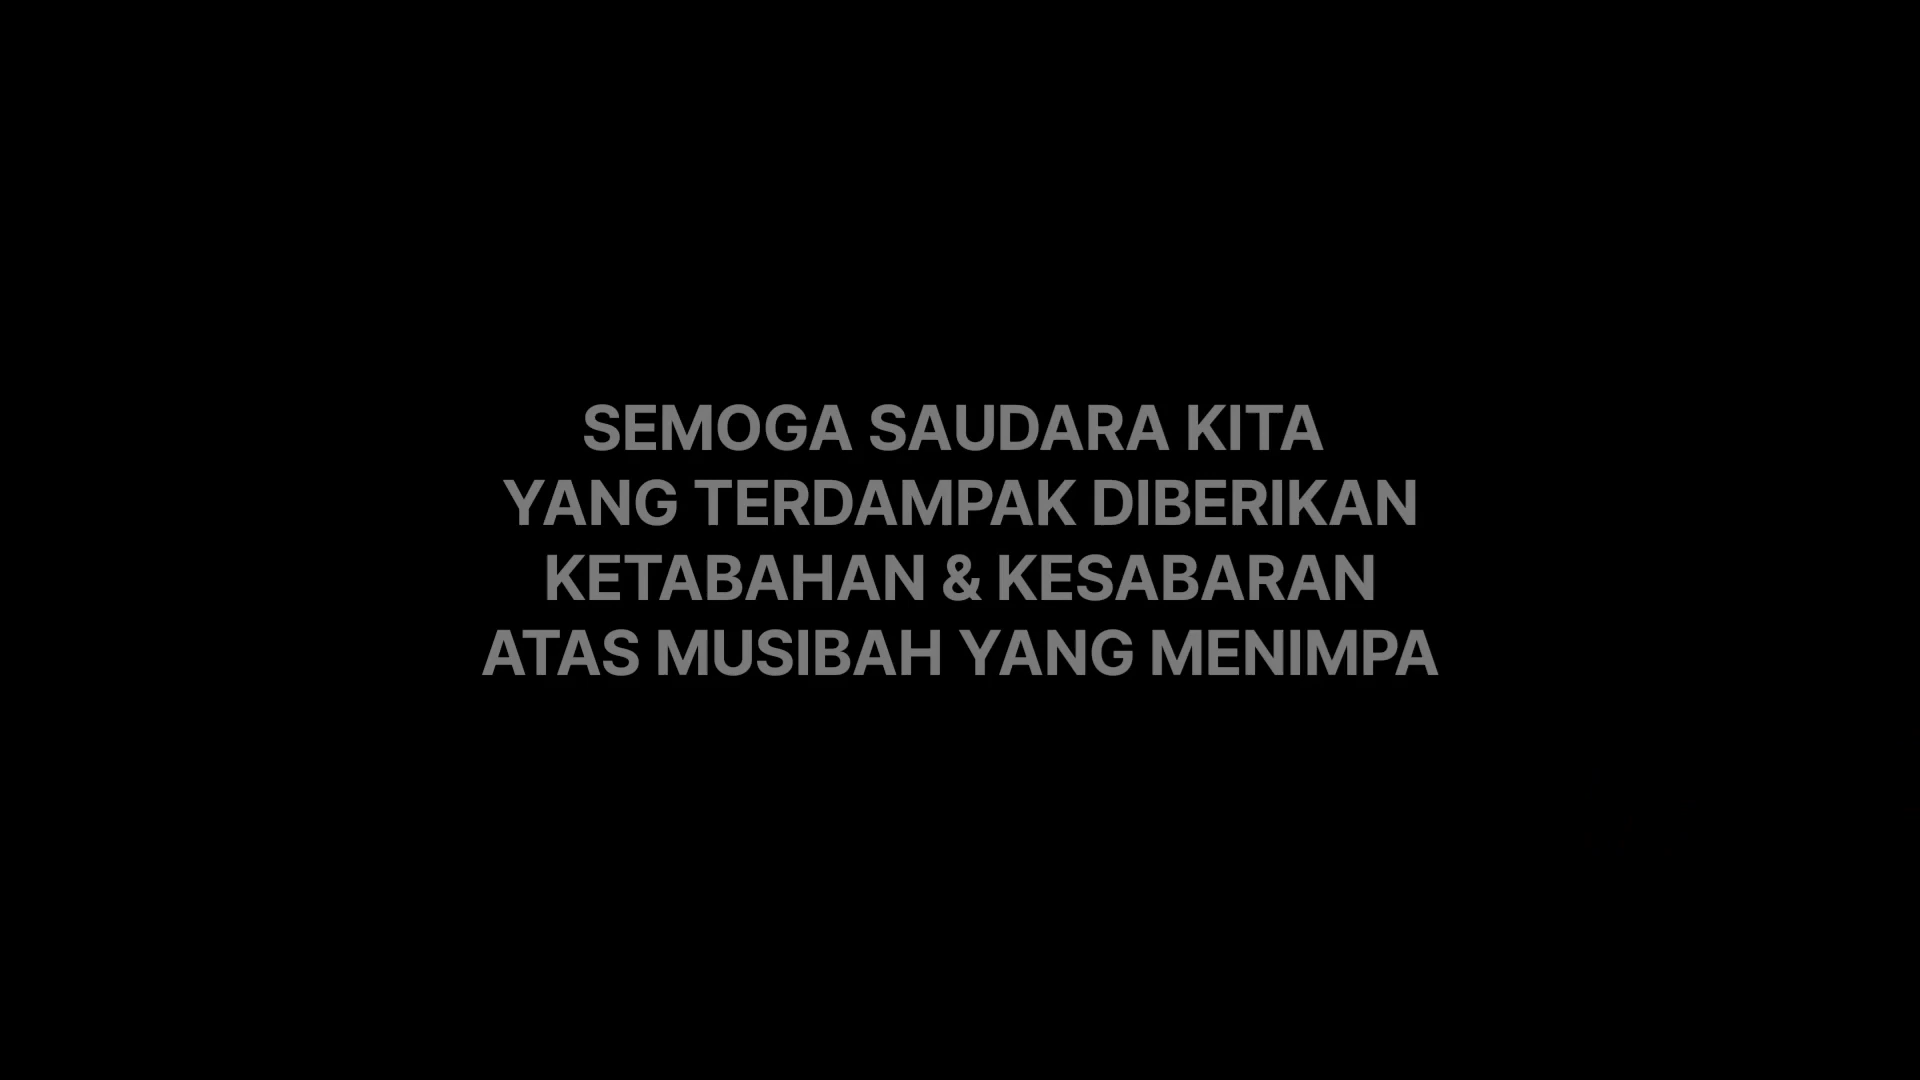 SEMOGA SAUDARA KITA
YANG TERDAMPAK DIBERIKAN
KETABAHAN & KESABARAN
ATAS MUSIBAH YANG MENIMPA